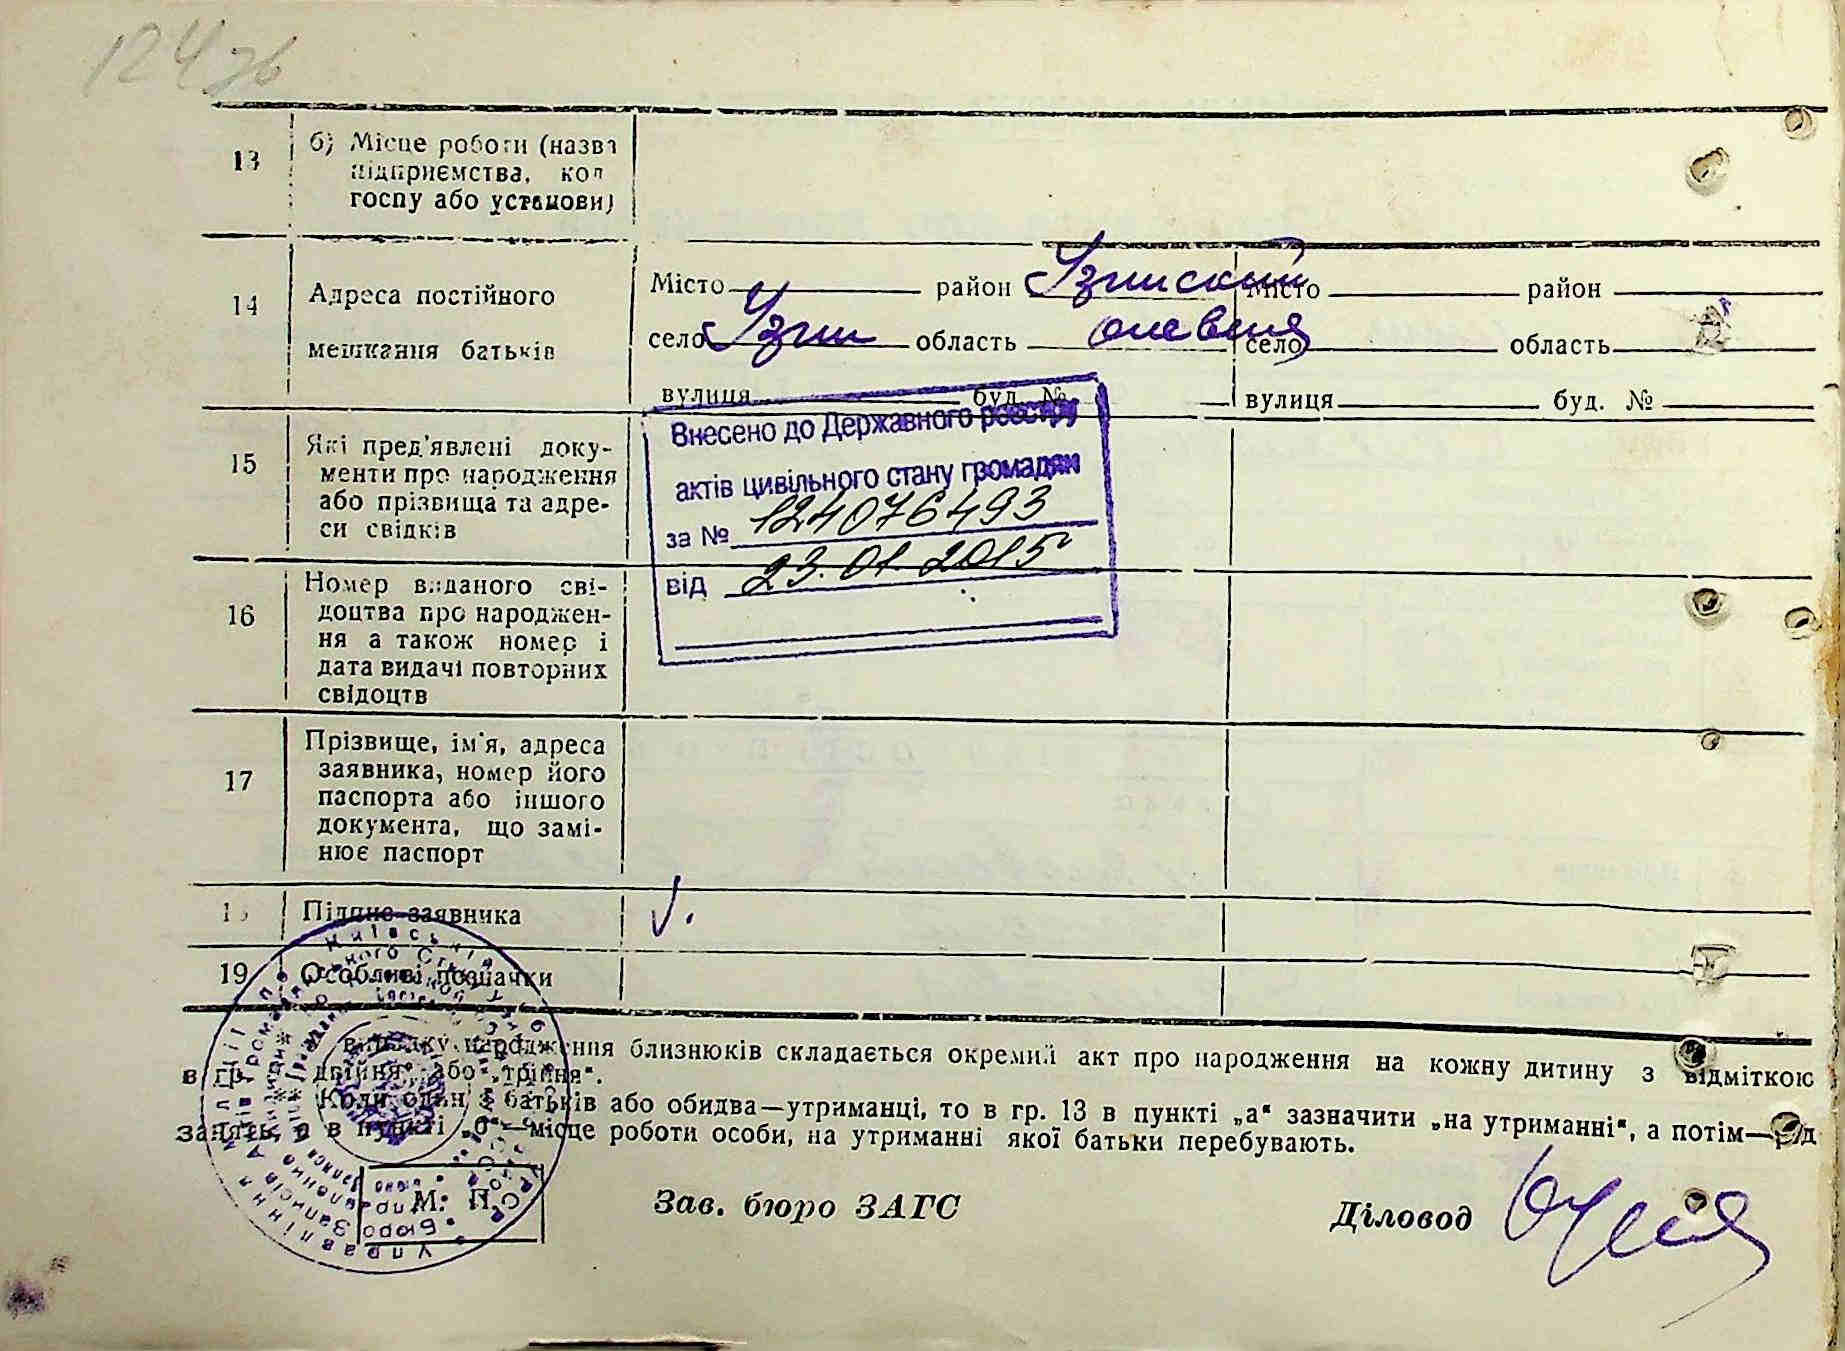 124зв
13
б) Місце роботи (назва
підприємства, кол
госпу або установи)
14
Адреса постійного
мешкання батьків
Місто район Узинский
село Узин область
вулиця буд. №
Місто район
село область
вулиця буд. №
Внесено до Державного реєстру
актів цивільного стану громадян
за № 124076493
від 23.01.2015
15
Які пред'явлені доку-
менти про народження
або прізвища та адре-
си свідків
16
Номер виданого сві-
доцтва про народжен-
ня а також номер і
дата видачі повторних
свідоцтв
17
Прізвище, ім'я, адреса
заявника, номер його
паспорта або іншого
документа, що замі-
нює паспорт
Підпис заявника
19
Особливі позначки
випадку народження близнюків складається окремий акт про народження на кожну дитину з відміткою
в гр. „двійня“, або „трійня“.
Коли один з батьків або обидва—утриманці, то в гр. 13 в пункті „а“ зазначити „на утриманні“, а потім—рід
занять, а в пункті „б“—місце роботи особи, на утриманні якої батьки перебувають.
М. П.
Зав. бюро ЗАГС
Діловод